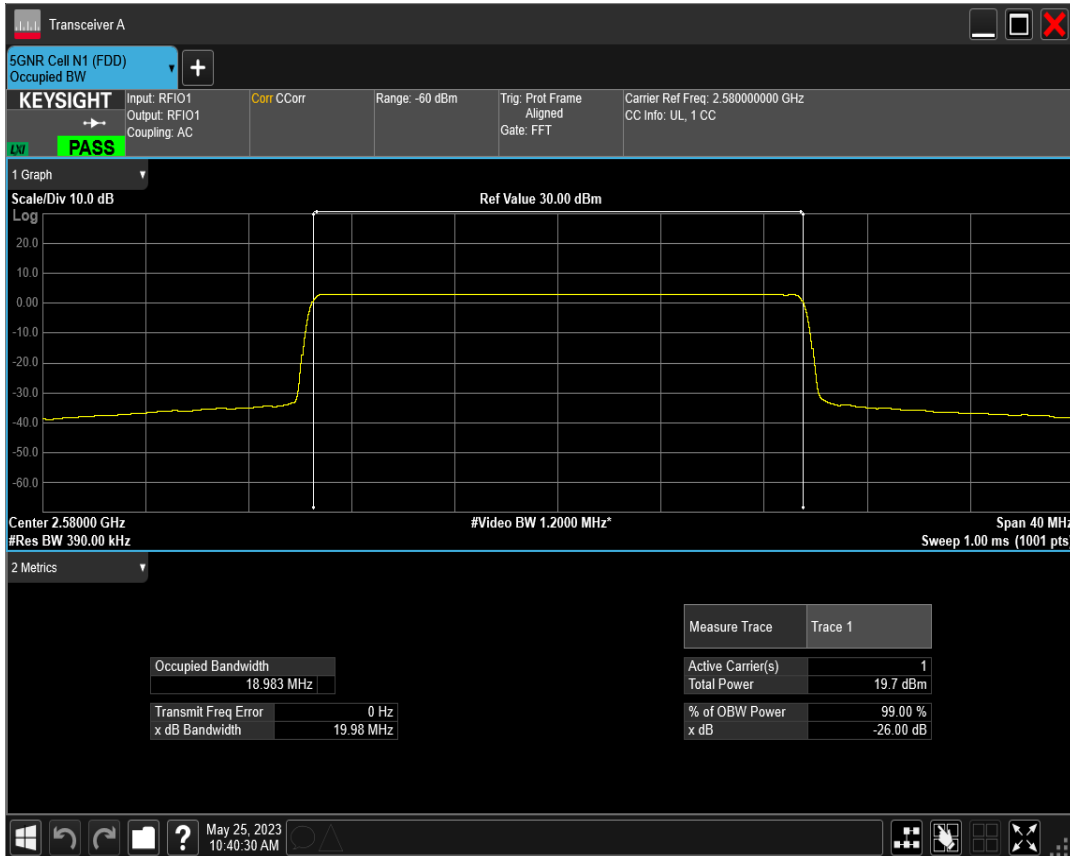 Transceiver A
5GNR Cell N1 (FDD)
Occupied BW
KEYSIGHT
LXI
PASS
Input: RFIO1
Output: RFIO1
Coupling: AC
Corr CCorr
Range: -60 dBm
Trig: Prot Frame
Aligned
Gate: FFT
Carrier Ref Freq: 2.580000000 GHz
CC Info: UL, 1 CC
1 Graph
Scale/Div 10.0 dB
Ref Value 30.00 dBm
Log
20.0
10.0
0.00
-10.0
-20.0
-30.0
-40.0
-50.0
-60.0
Center 2.58000 GHz
#Video BW 1.2000 MHz*
Span 40 MHz
#Res BW 390.00 kHz
Sweep 1.00 ms (1001 pts)
2 Metrics
Measure Trace Trace 1
Occupied Bandwidth
18.983 MHz
Transmit Freq Error 0 Hz
x dB Bandwidth 19.98 MHz
Active Carrier(s) 1
Total Power 19.7 dBm
% of OBW Power 99.00 %
x dB -26.00 dB
?
May 25, 2023
10:40:30 AM